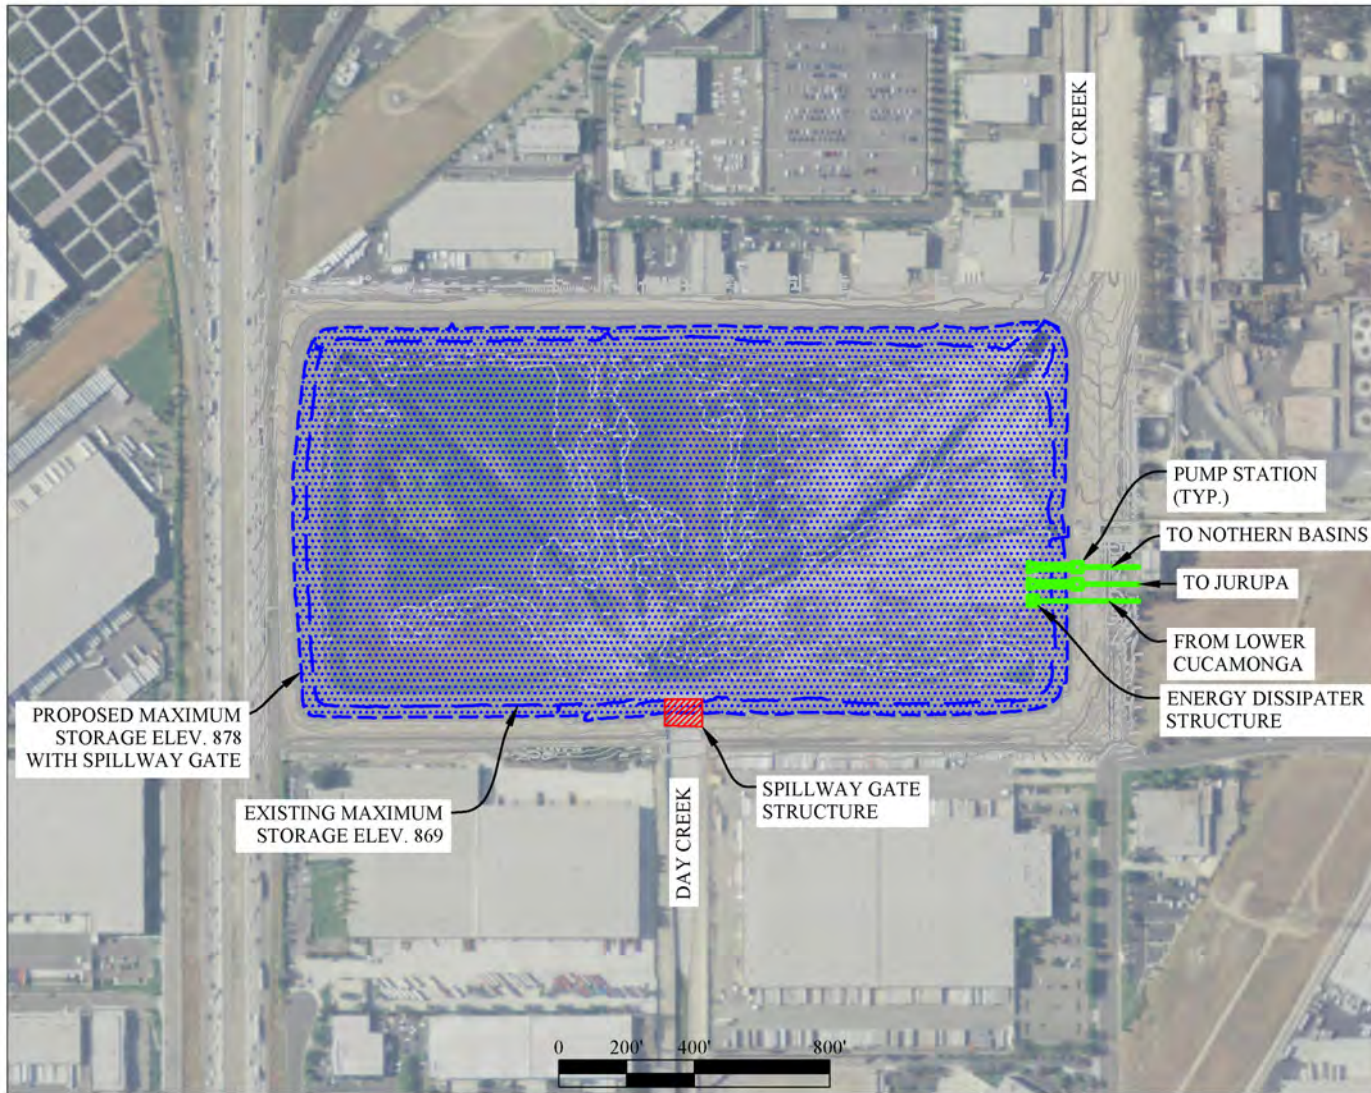 DAY CREEK
PUMP STATION
(TYP.)
TO NOTHERN BASINS
TO JURUPA
FROM LOWER
CUCAMONGA
ENERGY DISSIPATER
STRUCTURE
PROPOSED MAXIMUM
STORAGE ELEV. 878
WITH SPILLWAY GATE
EXISTING MAXIMUM
STORAGE ELEV. 869
SPILLWAY GATE
STRUCTURE
DAY CREEK
0 200' 400' 800'